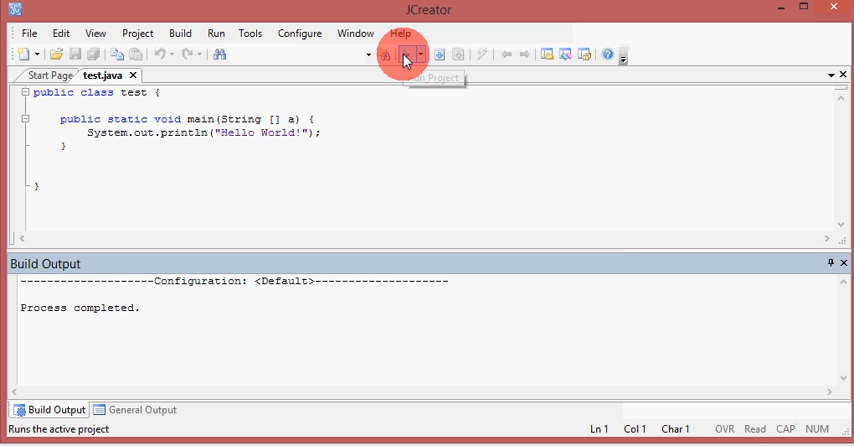 JCreator
File Edit View Project Build Run Tools Configure Window Help
Run Project
Start Page test.java
public class test {
public static void main(String [] a) {
System.out.println("Hello World!");
}
}
Build Output
--------------------Configuration: <Default>--------------------
Process completed.
Build Output General Output
Runs the active project Ln 1 Col 1 Char 1 OVR Read CAP NUM